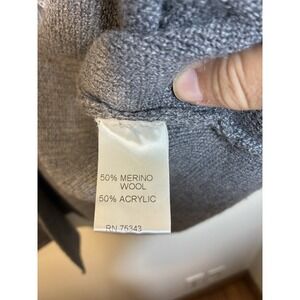 50% MERINO
WOOL
50% ACRYLIC
RN 75343